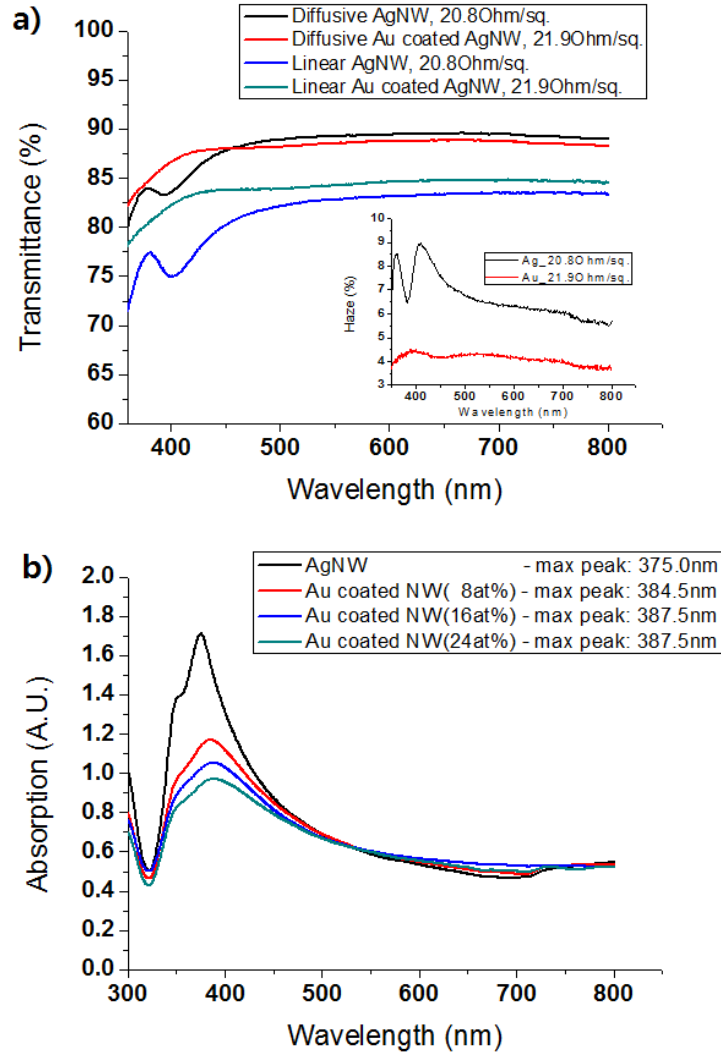 a)
Diffusive AgNW, 20.8Ohm/sq.
Diffusive Au coated AgNW, 21.9Ohm/sq.
Linear AgNW, 20.8Ohm/sq.
Linear Au coated AgNW, 21.9Ohm/sq.
100
95
90
85
80
75
70
65
60
Transmittance (%)
400
500
600
700
800
Wavelength (nm)
Ag_20.8Ohm/sq.
Au_21.9Ohm/sq.
10
9
8
7
6
5
4
3
Haze (%)
400
500
600
700
800
Wavelength (nm)
b)
AgNW - max peak: 375.0nm
Au coated NW( 8at%) - max peak: 384.5nm
Au coated NW(16at%) - max peak: 387.5nm
Au coated NW(24at%) - max peak: 387.5nm
2.0
1.8
1.6
1.4
1.2
1.0
0.8
0.6
0.4
0.2
0.0
Absorption (A.U.)
300
400
500
600
700
800
Wavelength (nm)